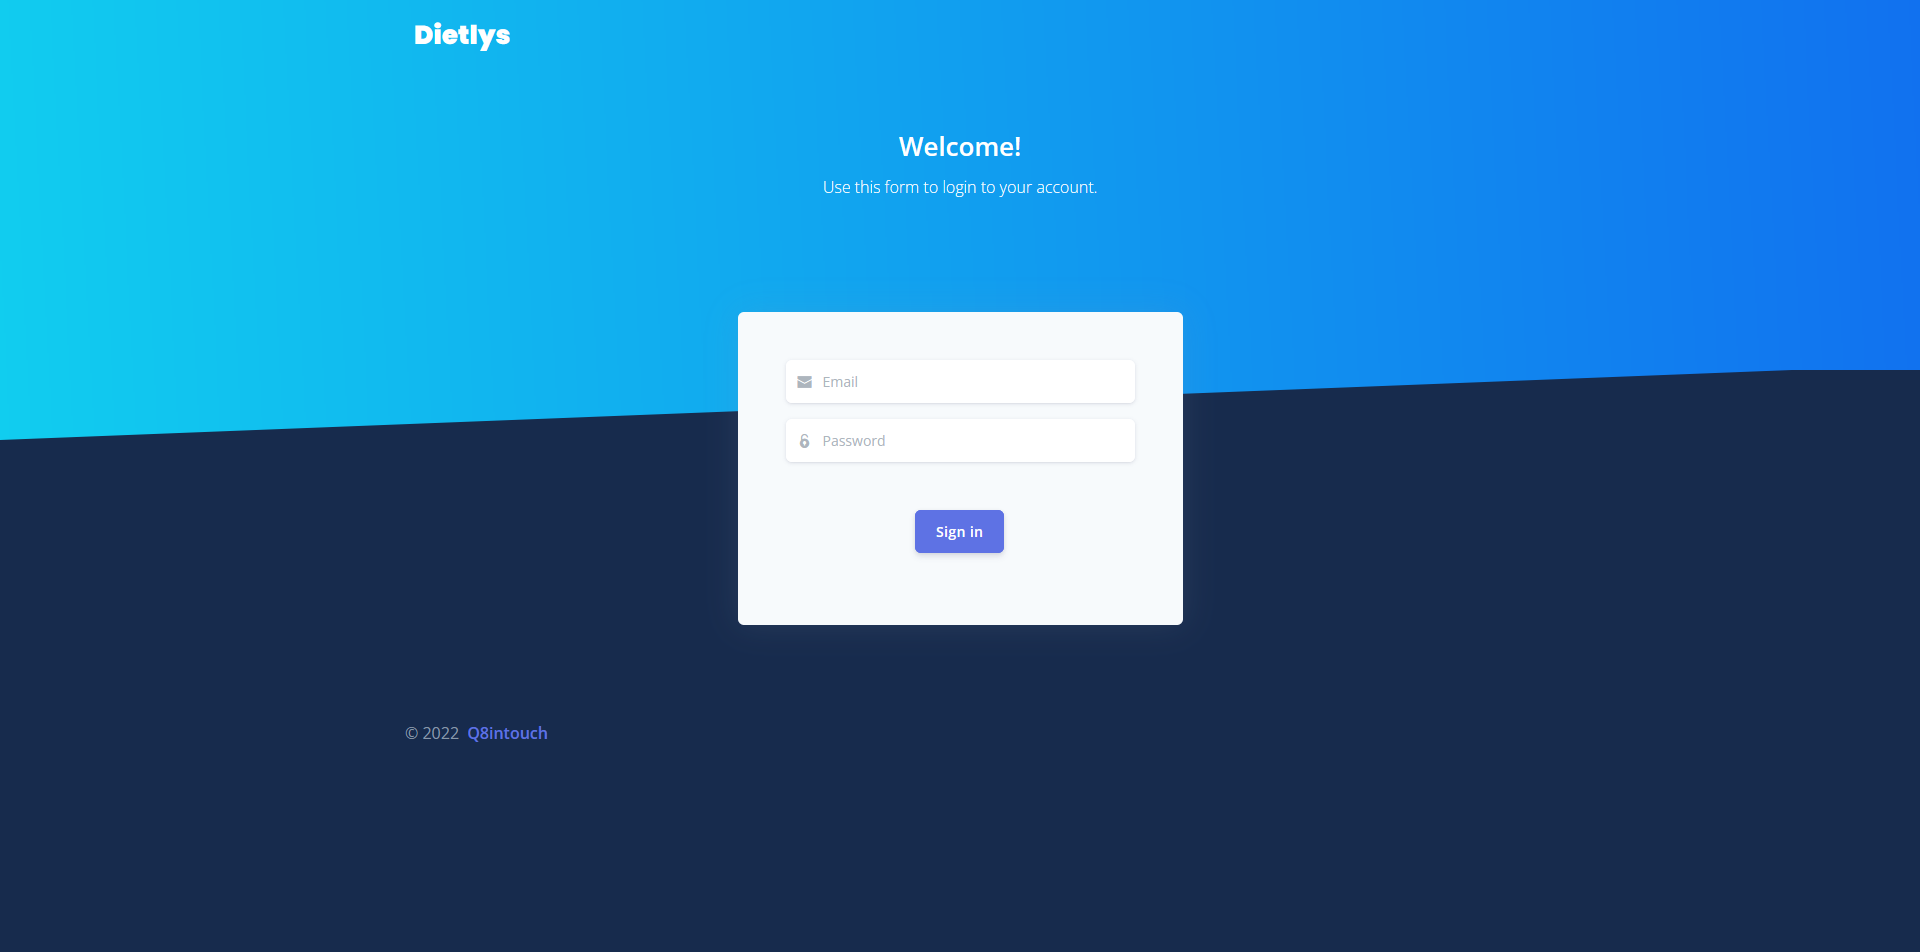 Dietlys
Welcome!
Use this form to login to your account.
Email
Password
Sign in
© 2022 Q8intouch